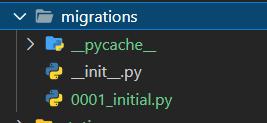 migrations
__pycache__
__init__.py
0001_initial.py